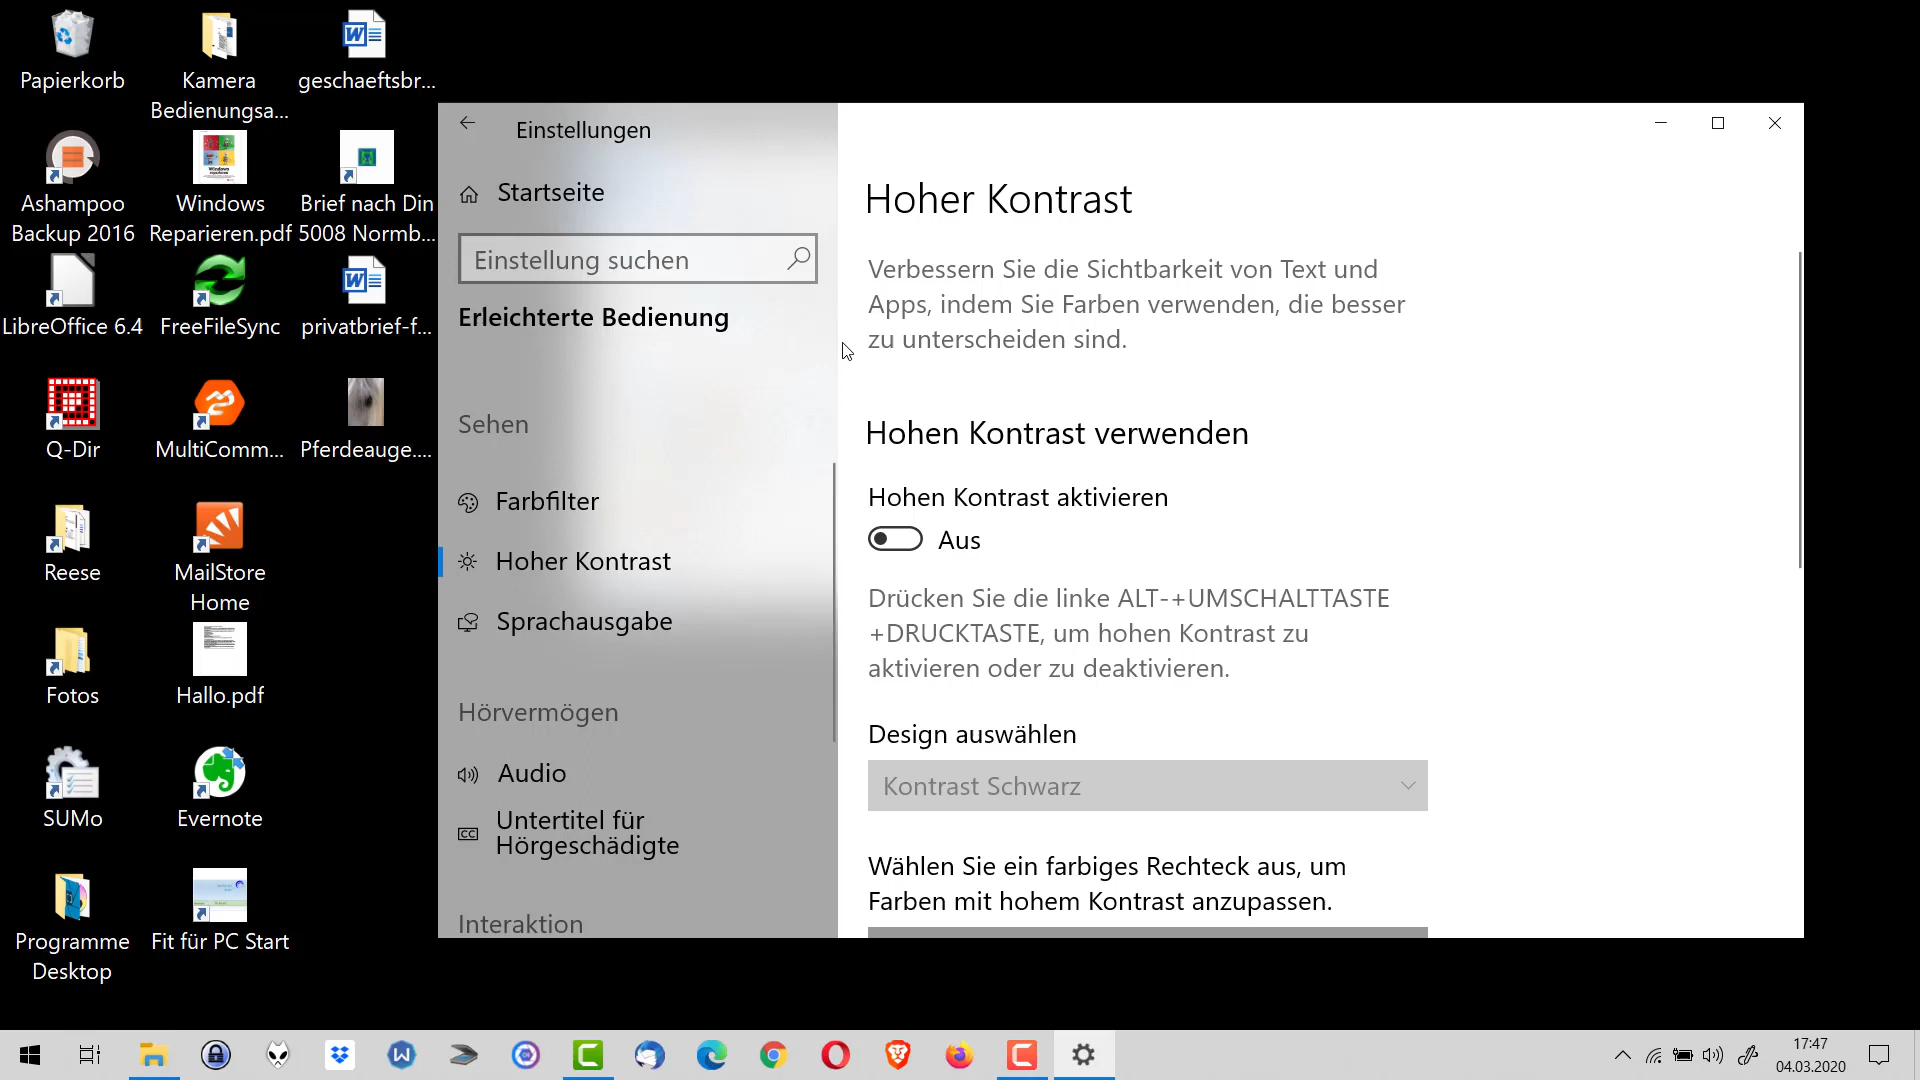 Papierkorb
Kamera
Bedienungsa...
geschaeftsbr...
Ashampoo
Backup 2016
Windows
Reparieren.pdf
Brief nach Din
5008 Normb...
LibreOffice 6.4
FreeFileSync
privatbrief-f...
Q-Dir
MultiComm...
Pferdeauge....
Reese
MailStore
Home
Fotos
Hallo.pdf
SUMo
Evernote
Programme
Desktop
Fit für PC Start
Einstellungen
Startseite
Einstellung suchen
Erleichterte Bedienung
Sehen
Farbfilter
Hoher Kontrast
Sprachausgabe
Hörvermögen
Audio
Untertitel für
Hörgeschädigte
Interaktion
Hoher Kontrast
Verbessern Sie die Sichtbarkeit von Text und
Apps, indem Sie Farben verwenden, die besser
zu unterscheiden sind.
Hohen Kontrast verwenden
Hohen Kontrast aktivieren
Aus
Drücken Sie die linke ALT-+UMSCHALTTASTE
+DRUCKTASTE, um hohen Kontrast zu
aktivieren oder zu deaktivieren.
Design auswählen
Kontrast Schwarz
Wählen Sie ein farbiges Rechteck aus, um
Farben mit hohem Kontrast anzupassen.
17:47
04.03.2020